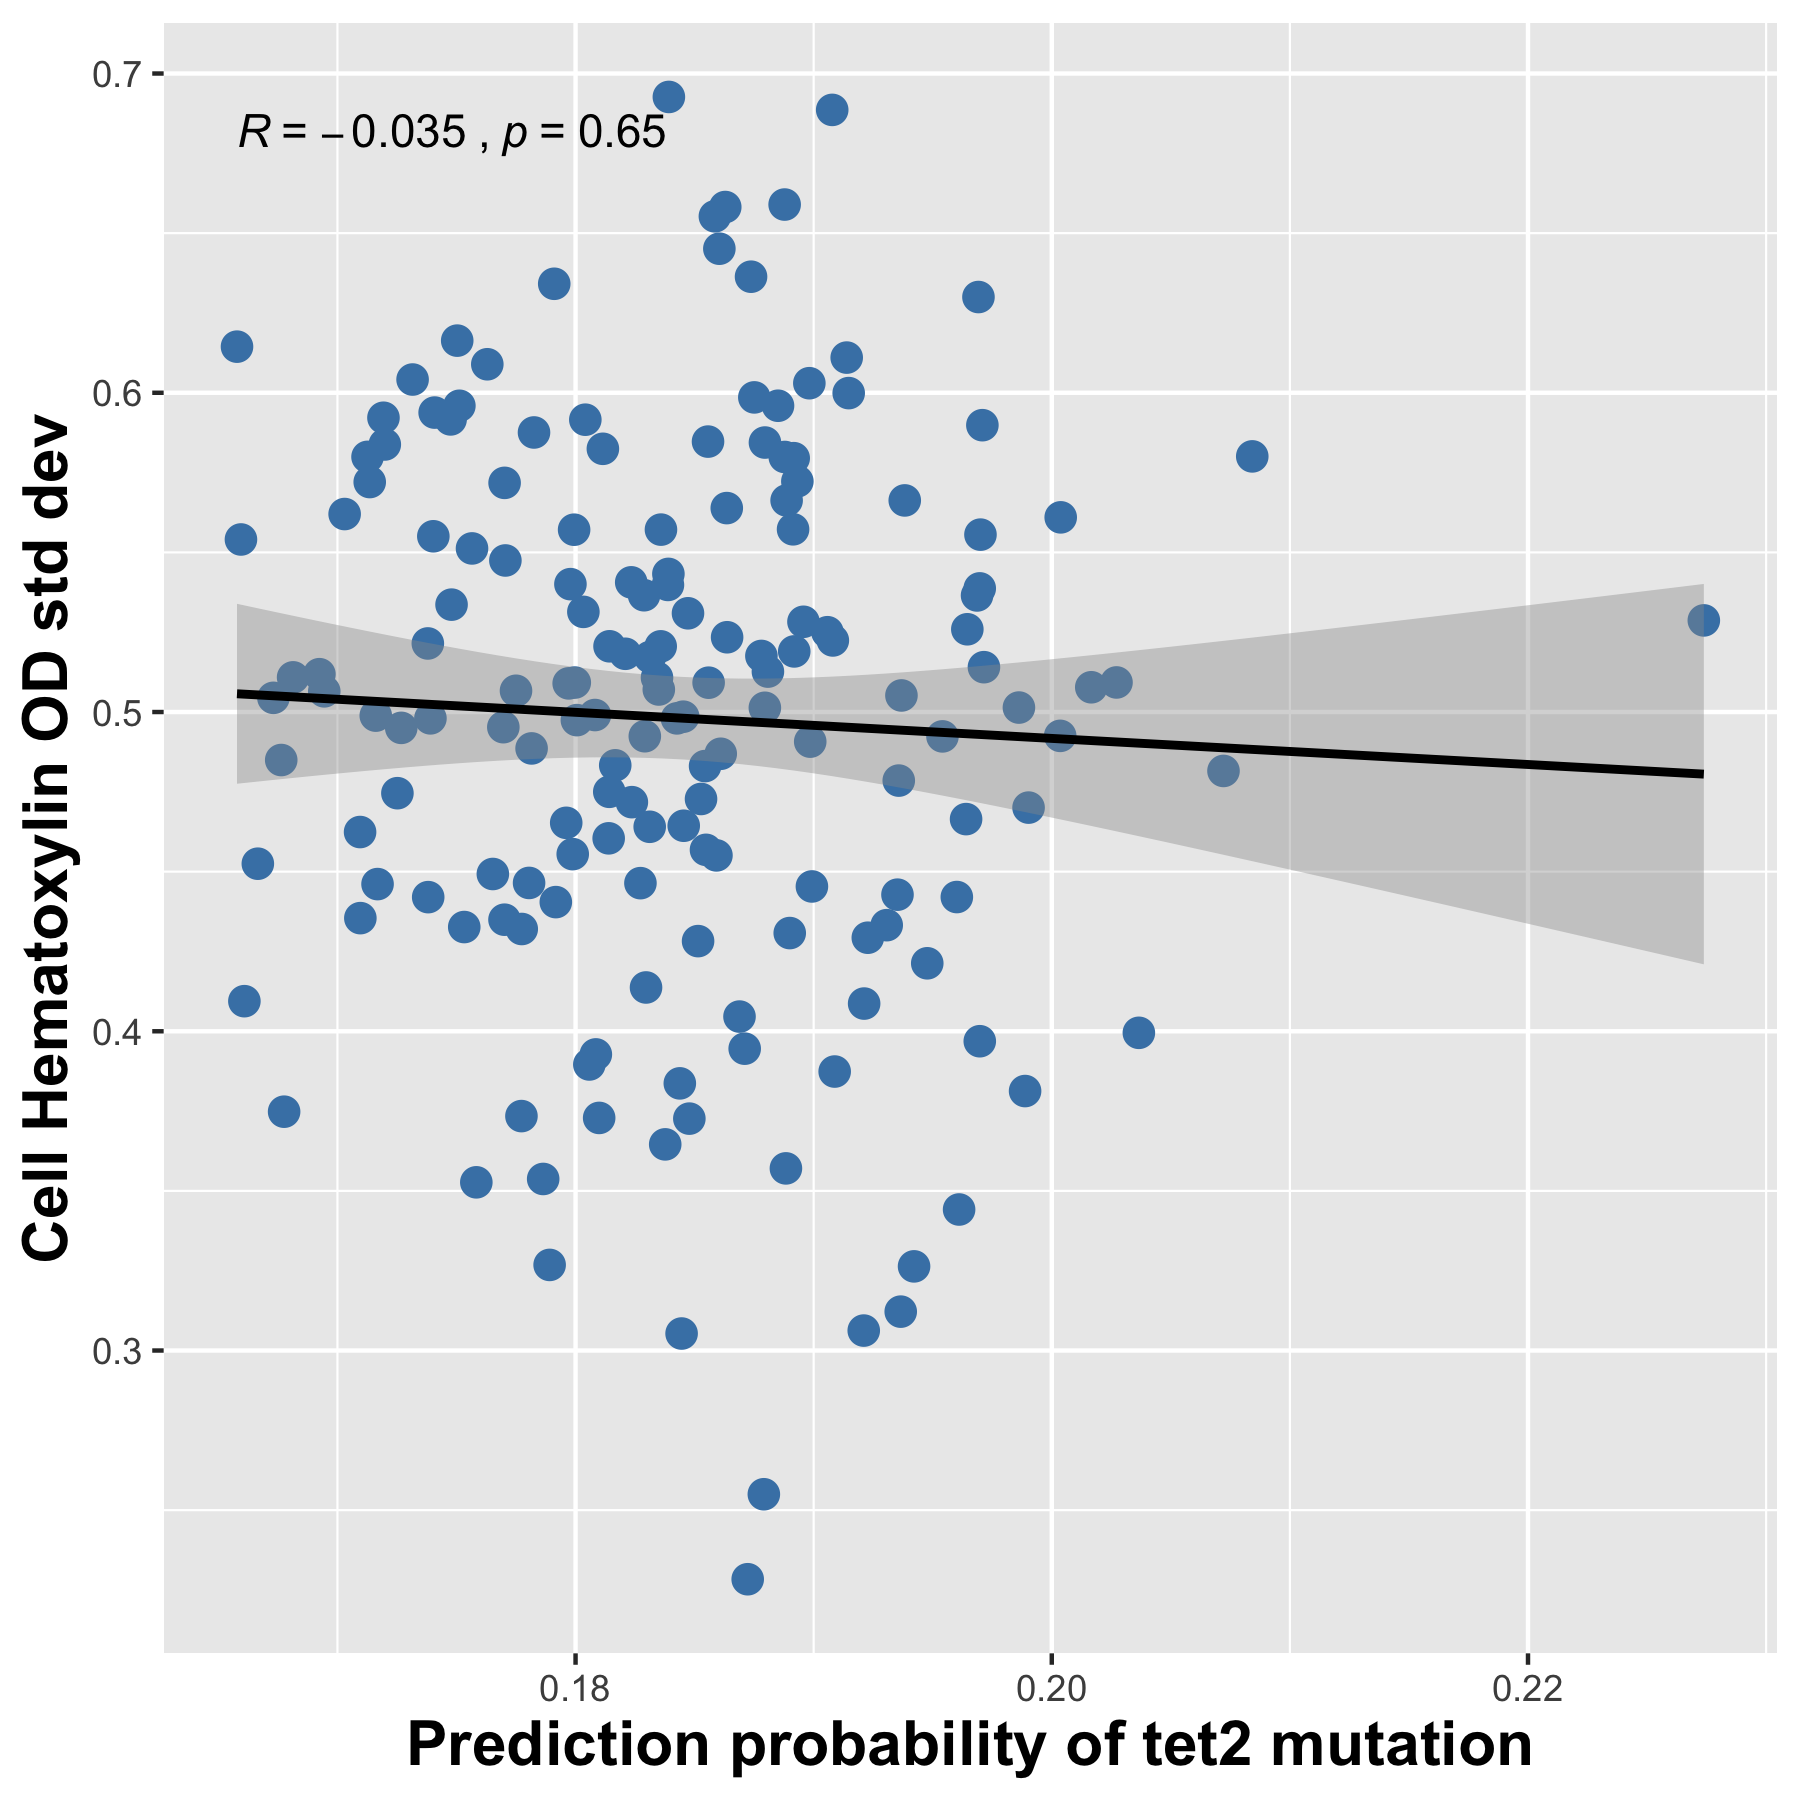 R = −0.035 , p = 0.65
Cell Hematoxylin OD std dev
0.7
0.6
0.5
0.4
0.3
0.18 0.20 0.22
Prediction probability of tet2 mutation